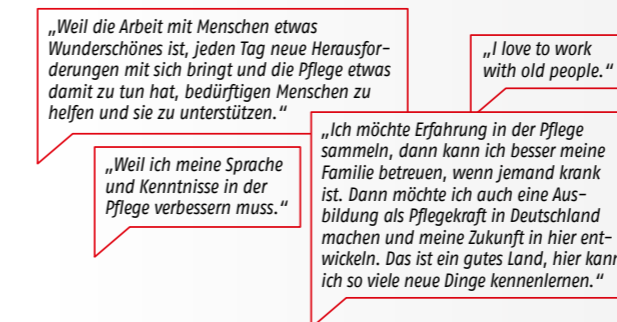 „Weil die Arbeit mit Menschen etwas
Wunderschönes ist, jeden Tag neue Herausfor-
derungen mit sich bringt und die Pflege etwas
damit zu tun hat, bedürftigen Menschen zu
helfen und sie zu unterstützen.“
„I love to work
with old people.“
„Weil ich meine Sprache
und Kenntnisse in der
Pflege verbessern muss.“
„Ich möchte Erfahrung in der Pflege
sammeln, dann kann ich besser meine
Familie betreuen, wenn jemand krank
ist. Dann möchte ich auch eine Aus-
bildung als Pflegekraft in Deutschland
machen und meine Zukunft in hier ent-
wickeln. Das ist ein gutes Land, hier kann
ich so viele neue Dinge kennenlernen.“